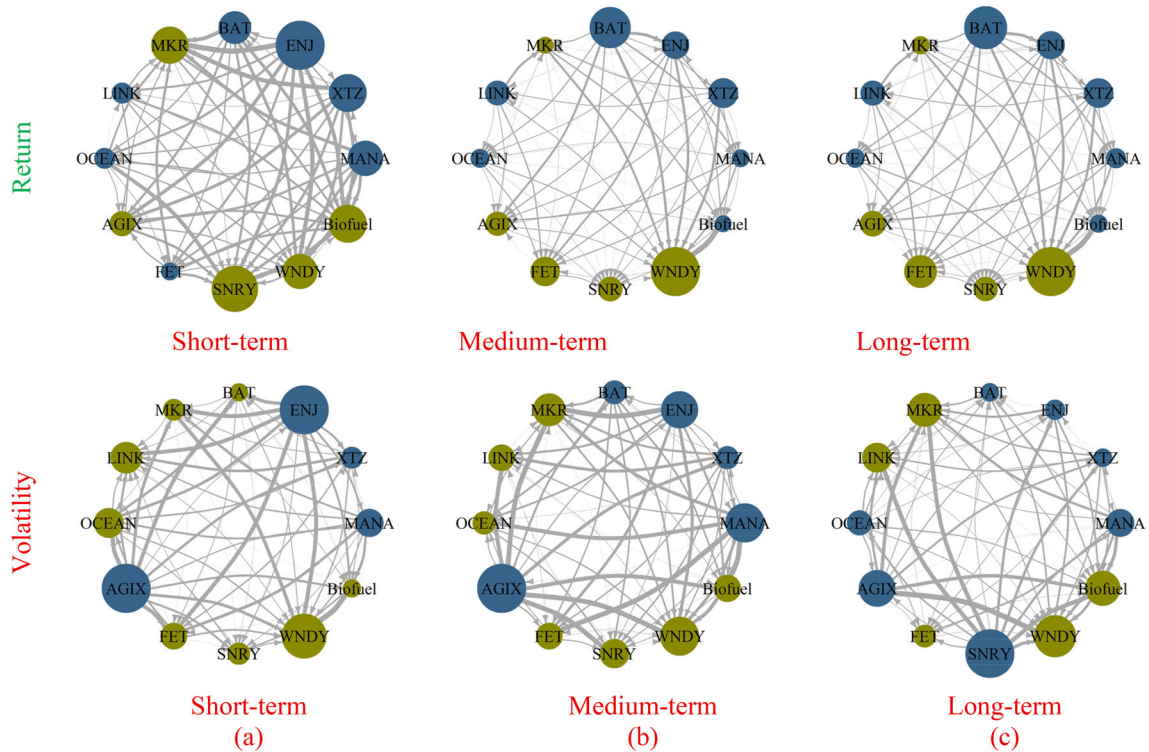 Return
BAT
MKR
ENJ
LINK
XTZ
OCEAN
MANA
AGIX
Biofuel
FET
WNDY
SNRY
Short-term
BAT
MKR
ENJ
LINK
XTZ
OCEAN
MANA
AGIX
Biofuel
FET
WNDY
SNRY
Medium-term
BAT
MKR
ENJ
LINK
XTZ
OCEAN
MANA
AGIX
Biofuel
FET
WNDY
SNRY
Long-term
Volatility
BAT
MKR
ENJ
LINK
XTZ
OCEAN
MANA
AGIX
Biofuel
FET
WNDY
SNRY
Short-term
(a)
BAT
MKR
ENJ
LINK
XTZ
OCEAN
MANA
AGIX
Biofuel
FET
WNDY
SNRY
Medium-term
(b)
BAT
MKR
ENJ
LINK
XTZ
OCEAN
MANA
AGIX
Biofuel
FET
WNDY
SNRY
Long-term
(c)